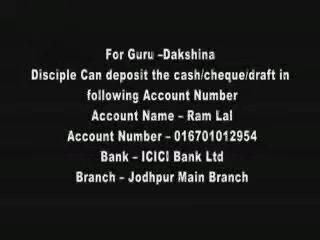 For Guru –Dakshina
Disciple Can deposit the cash/cheque/draft in
following Account Number
Account Name – Ram Lal
Account Number – 016701012954
Bank – ICICI Bank Ltd
Branch – Jodhpur Main Branch